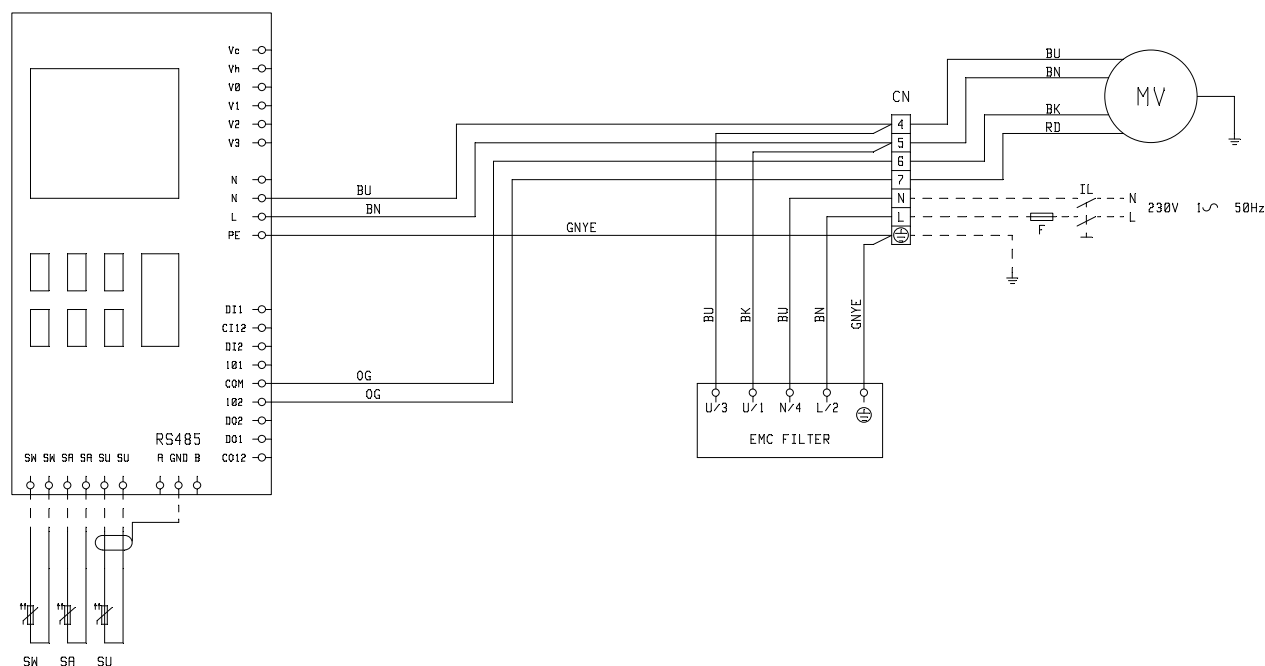 Vc
Vh
V0
V1
V2
V3
N
N
L
PE
DI1
CI12
DI2
I01
COM
I02
DO2
DO1
CO12
RS485
SW SW SA SA SU SU A GND B
SW SA SU
BU
BN
GNYE
OG
OG
CN
4
5
6
7
N
L
BU
BN
BK
RD
MV
IL
N
L
230V 1 50Hz
F
BU
BK
BU
BN
GNYE
U/3 U/1 N/4 L/2
EMC FILTER